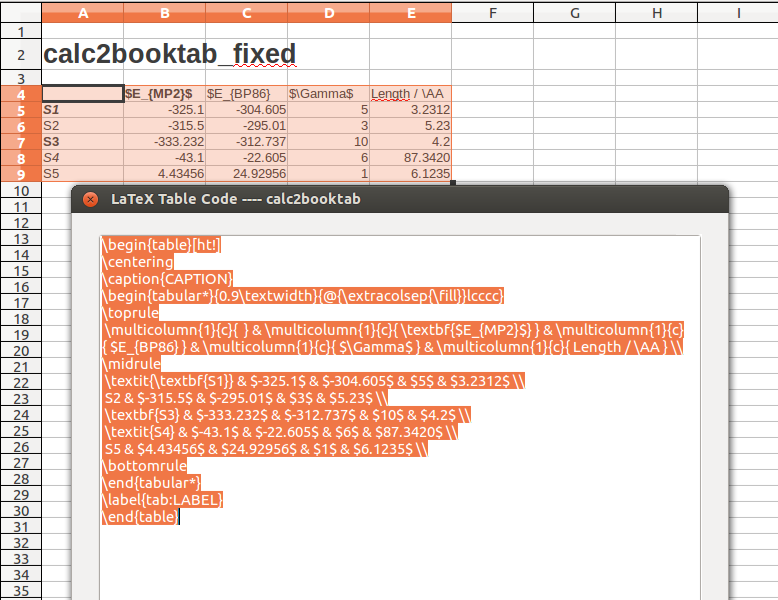 A B C D E F G H I
1
2 calc2booktab_fixed
3
4 $E_{MP2}$ $E_{BP86} $\Gamma$ Length / \AA
5 S1 -325.1 -304.605 5 3.2312
6 S2 -315.5 -295.01 3 5.23
7 S3 -333.232 -312.737 10 4.2
8 S4 -43.1 -22.605 6 87.3420
9 S5 4.43456 24.92956 1 6.1235
10
11 LaTeX Table Code ---- calc2booktab
12
13 \begin{table}[ht!]
14 \centering
15 \caption{CAPTION}
16 \begin{tabular*}{0.9\textwidth}{@{\extracolsep{\fill}}lcccc}
17 \toprule
18 \multicolumn{1}{c}{ } & \multicolumn{1}{c}{ \textbf{$E_{MP2}$} } & \multicolumn{1}{c}
19 { $E_{BP86} } & \multicolumn{1}{c}{ $\Gamma$ } & \multicolumn{1}{c}{ Length / \AA } \\
20 \midrule
21 \textit{\textbf{S1}} & $-325.1$ & $-304.605$ & $5$ & $3.2312$ \\
22 S2 & $-315.5$ & $-295.01$ & $3$ & $5.23$ \\
23 \textbf{S3} & $-333.232$ & $-312.737$ & $10$ & $4.2$ \\
24 \textit{S4} & $-43.1$ & $-22.605$ & $6$ & $87.3420$ \\
25 S5 & $4.43456$ & $24.92956$ & $1$ & $6.1235$ \\
26 \bottomrule
27 \end{tabular*}
28 \label{tab:LABEL}
29 \end{table}
30
31
32
33
34
35